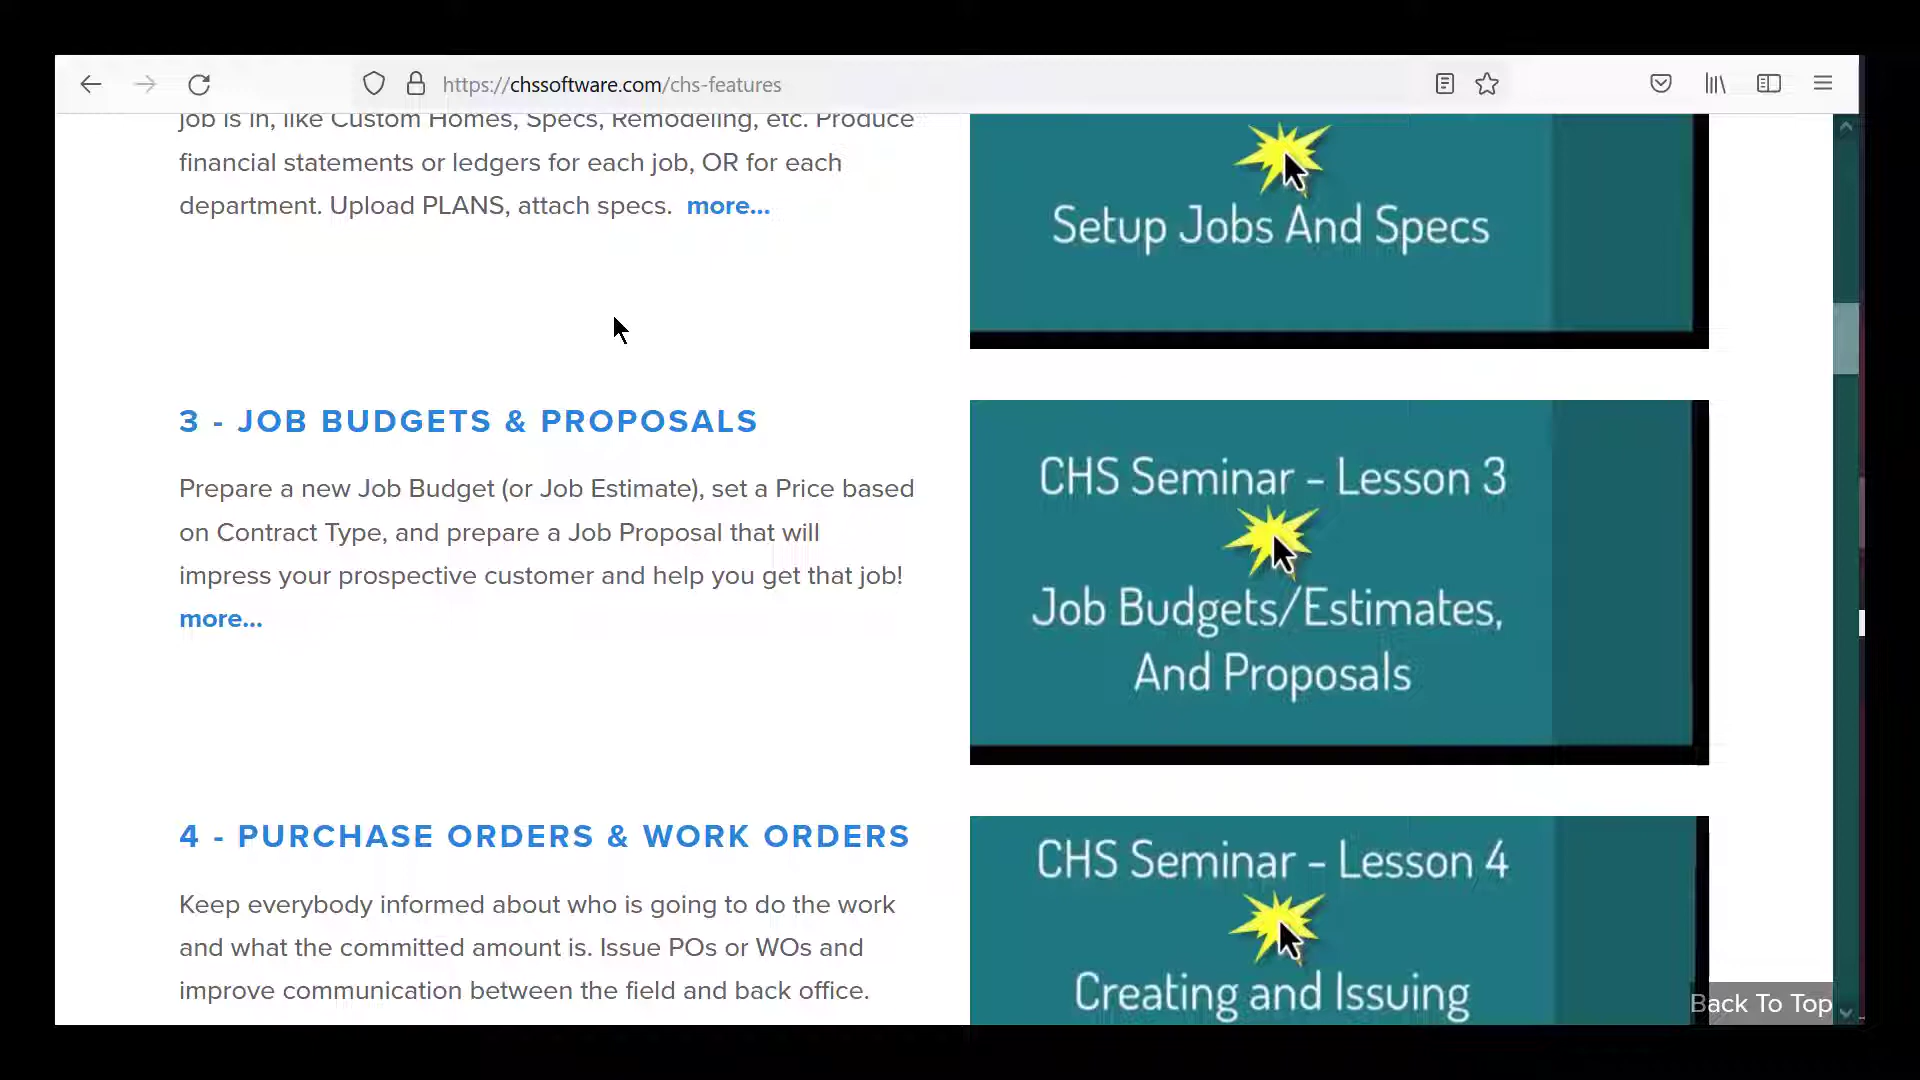 https://chssoftware.com/chs-features
job is in, like Custom Homes, Specs, Remodeling, etc. Produce
financial statements or ledgers for each job, OR for each
department. Upload PLANS, attach specs. more...
Setup Jobs And Specs
3 - JOB BUDGETS & PROPOSALS
Prepare a new Job Budget (or Job Estimate), set a Price based
on Contract Type, and prepare a Job Proposal that will
impress your prospective customer and help you get that job!
more...
CHS Seminar - Lesson 3
Job Budgets/Estimates,
And Proposals
4 - PURCHASE ORDERS & WORK ORDERS
Keep everybody informed about who is going to do the work
and what the committed amount is. Issue POs or WOs and
improve communication between the field and back office.
CHS Seminar - Lesson 4
Creating and Issuing
Back To Top